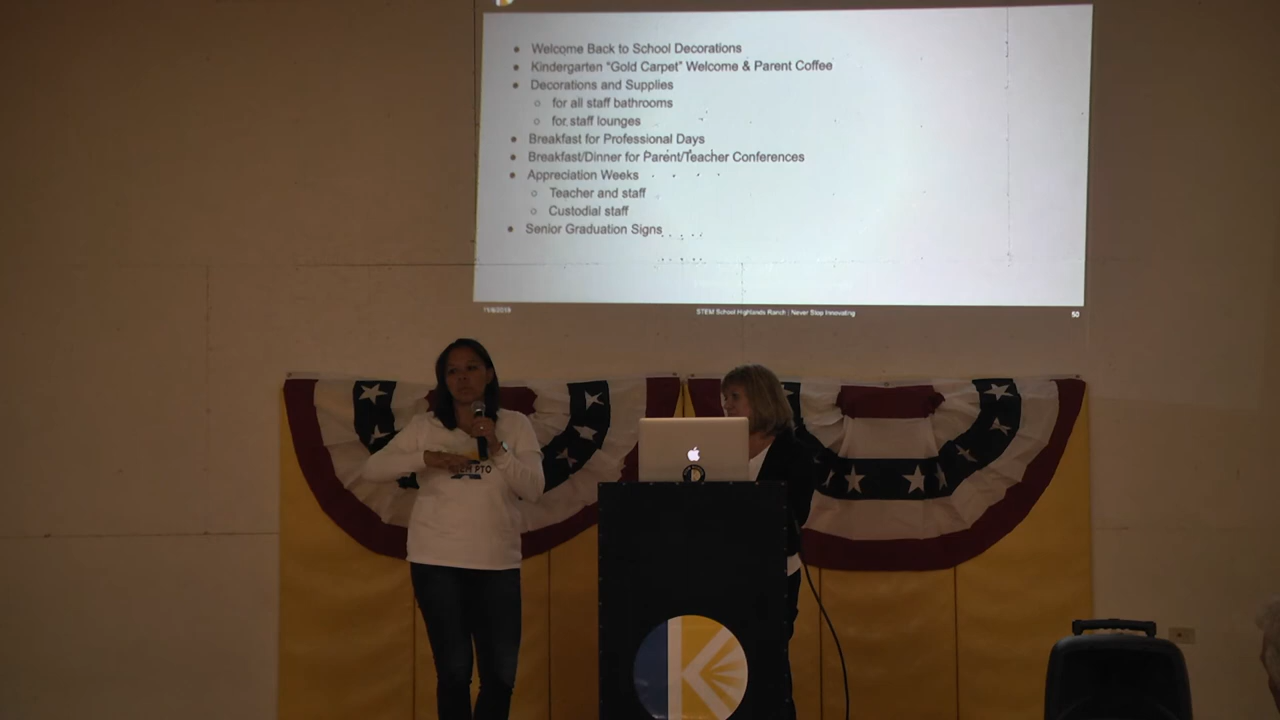 • Welcome Back to School Decorations
• Kindergarten "Gold Carpet" Welcome & Parent Coffee
• Decorations and Supplies
○ for all staff bathrooms
○ for staff lounges
• Breakfast for Professional Days
• Breakfast/Dinner for Parent/Teacher Conferences
• Appreciation Weeks
○ Teacher and staff
○ Custodial staff
• Senior Graduation Signs
STEM School Highlands Ranch | Never Stop Innovating
50
PTO